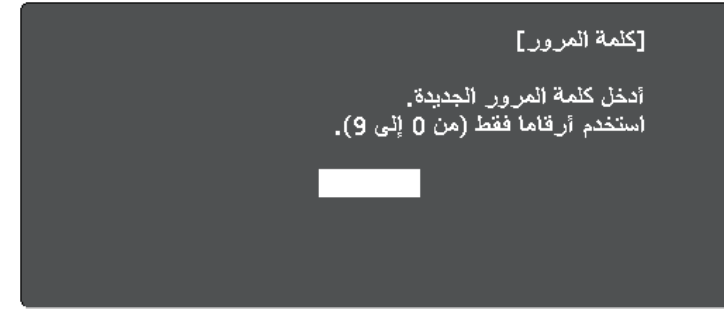 [كلمة المرور]
أدخل كلمة المرور الجديدة.
استخدم أرقاما فقط (من 0 إلى 9).